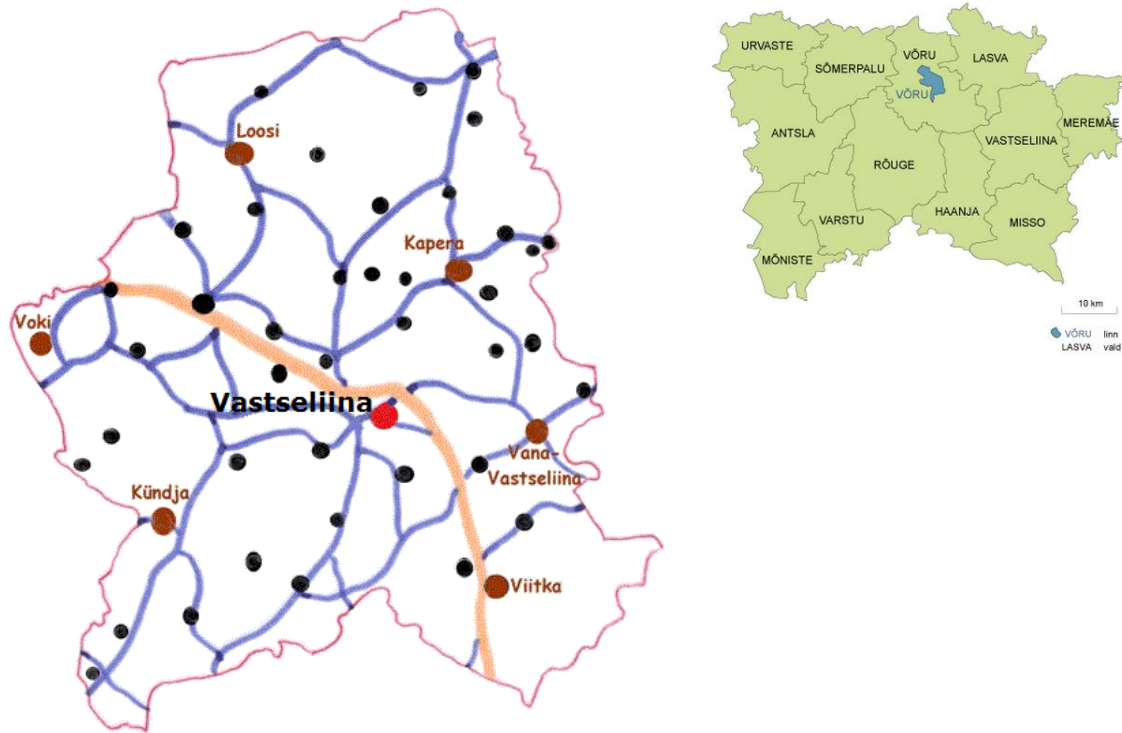 Loosi
Kapera
Voki
Vastseliina
Vana-
Vastseliina
Kündja
Viitka
URVASTE
SÕMERPALU
VÕRU
LASVA
VÕRU
MEREMÄE
ANTSLA
VASTSELIINA
RÕUGE
VARSTU
HAANJA
MISSO
MÕNISTE
10 km
VÕRU linn
LASVA vald